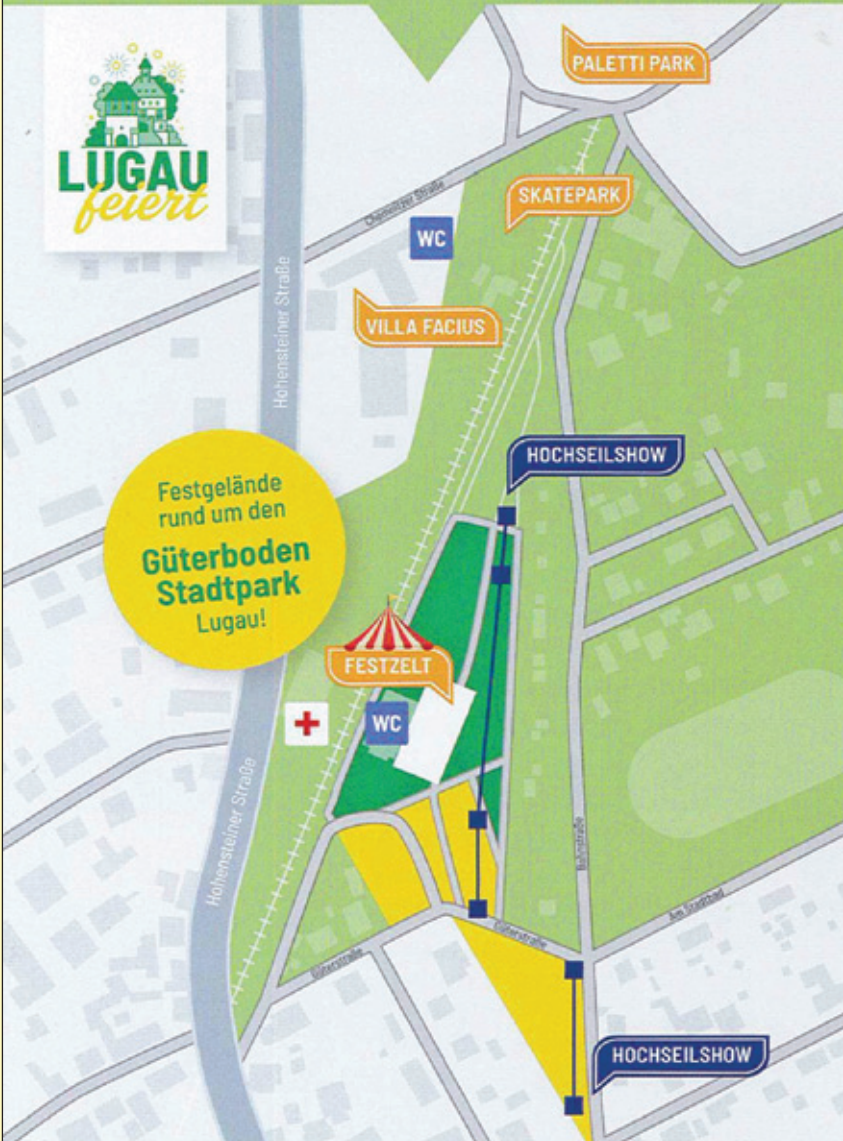 PALETTI PARK
LUGAU
feiert
SKATEPARK
Chemnitzer Straße
WC
Hohensteiner Straße
VILLA FACIUS
HOCHSEILSHOW
Festgelände
rund um den
Güterboden
Stadtpark
Lugau!
FESTZELT
WC
Hohensteiner Straße
Am Stadtbad
Güterstraße
Güterstraße
HOCHSEILSHOW